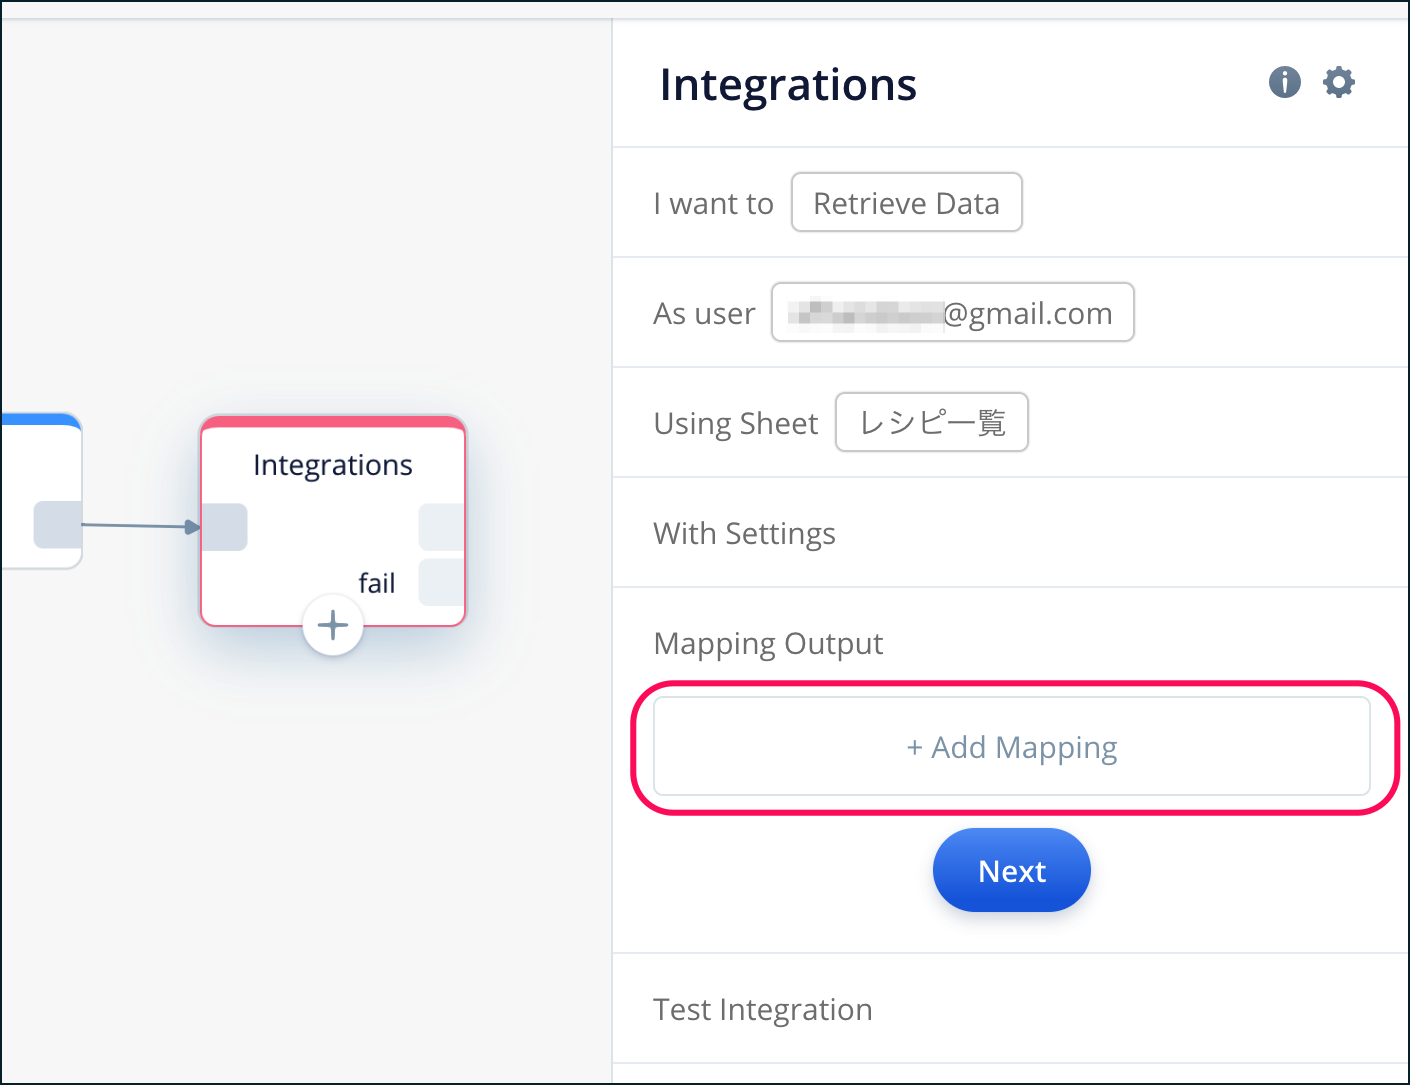 Integrations
I want to Retrieve Data
As user @gmail.com
Using Sheet レシピ一覧
With Settings
Mapping Output
+ Add Mapping
Next
Test Integration
Integrations
fail